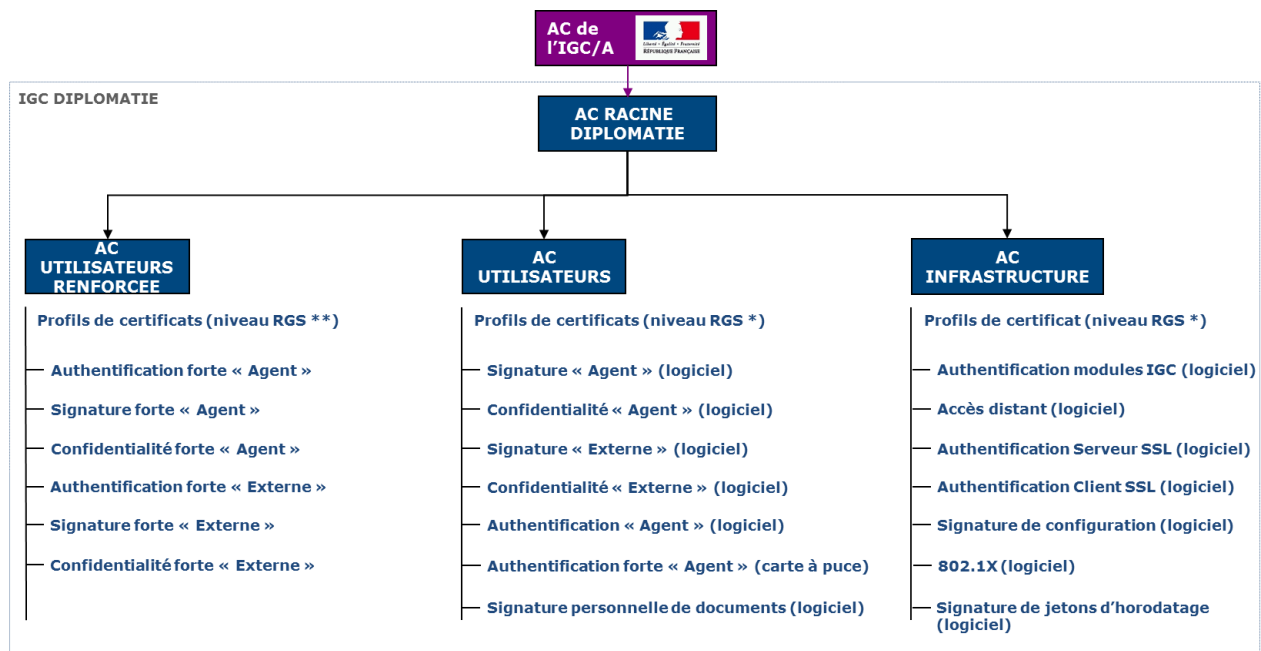 AC de
l'IGC/A
Liberté • Égalité • Fraternité
RÉPUBLIQUE FRANÇAISE
IGC DIPLOMATIE
AC RACINE
DIPLOMATIE
AC
UTILISATEURS
RENFORCEE
Profils de certificats (niveau RGS **)
Authentification forte « Agent »
Signature forte « Agent »
Confidentialité forte « Agent »
Authentification forte « Externe »
Signature forte « Externe »
Confidentialité forte « Externe »
AC
UTILISATEURS
Profils de certificats (niveau RGS *)
Signature « Agent » (logiciel)
Confidentialité « Agent » (logiciel)
Signature « Externe » (logiciel)
Confidentialité « Externe » (logiciel)
Authentification « Agent » (logiciel)
Authentification forte « Agent » (carte à puce)
Signature personnelle de documents (logiciel)
AC
INFRASTRUCTURE
Profils de certificat (niveau RGS *)
Authentification modules IGC (logiciel)
Accès distant (logiciel)
Authentification Serveur SSL (logiciel)
Authentification Client SSL (logiciel)
Signature de configuration (logiciel)
802.1X (logiciel)
Signature de jetons d'horodatage
(logiciel)